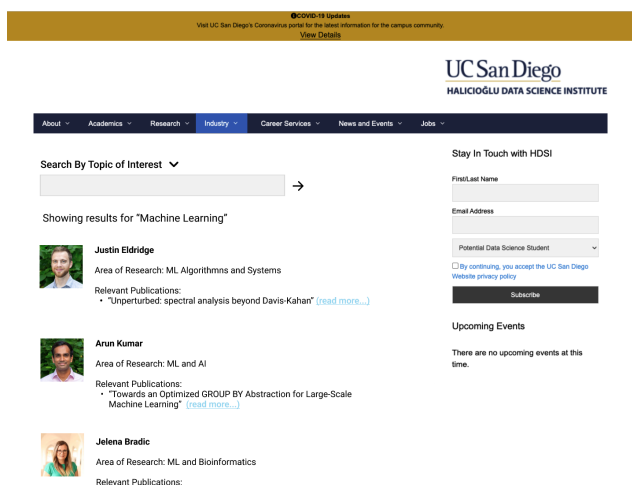 COVID-19 Updates
Visit UC San Diego's Coronavirus portal for the latest information for the campus community.
View Details
UC San Diego
HALICIOĞLU DATA SCIENCE INSTITUTE
About
Academics
Research
Industry
Career Services
News and Events
Jobs
Search By Topic of Interest
Showing results for “Machine Learning”
Justin Eldridge
Area of Research: ML Algorithmns and Systems
Relevant Publications:
• “Unperturbed: spectral analysis beyond Davis-Kahan” (read more...)
Arun Kumar
Area of Research: ML and AI
Relevant Publications:
• “Towards an Optimized GROUP BY Abstraction for Large-Scale
Machine Learning” (read more...)
Jelena Bradic
Area of Research: ML and Bioinformatics
Relevant Publications:
Stay In Touch with HDSI
First/Last Name
Email Address
Potential Data Science Student
By continuing, you accept the UC San Diego
Website privacy policy
Subscribe
Upcoming Events
There are no upcoming events at this
time.